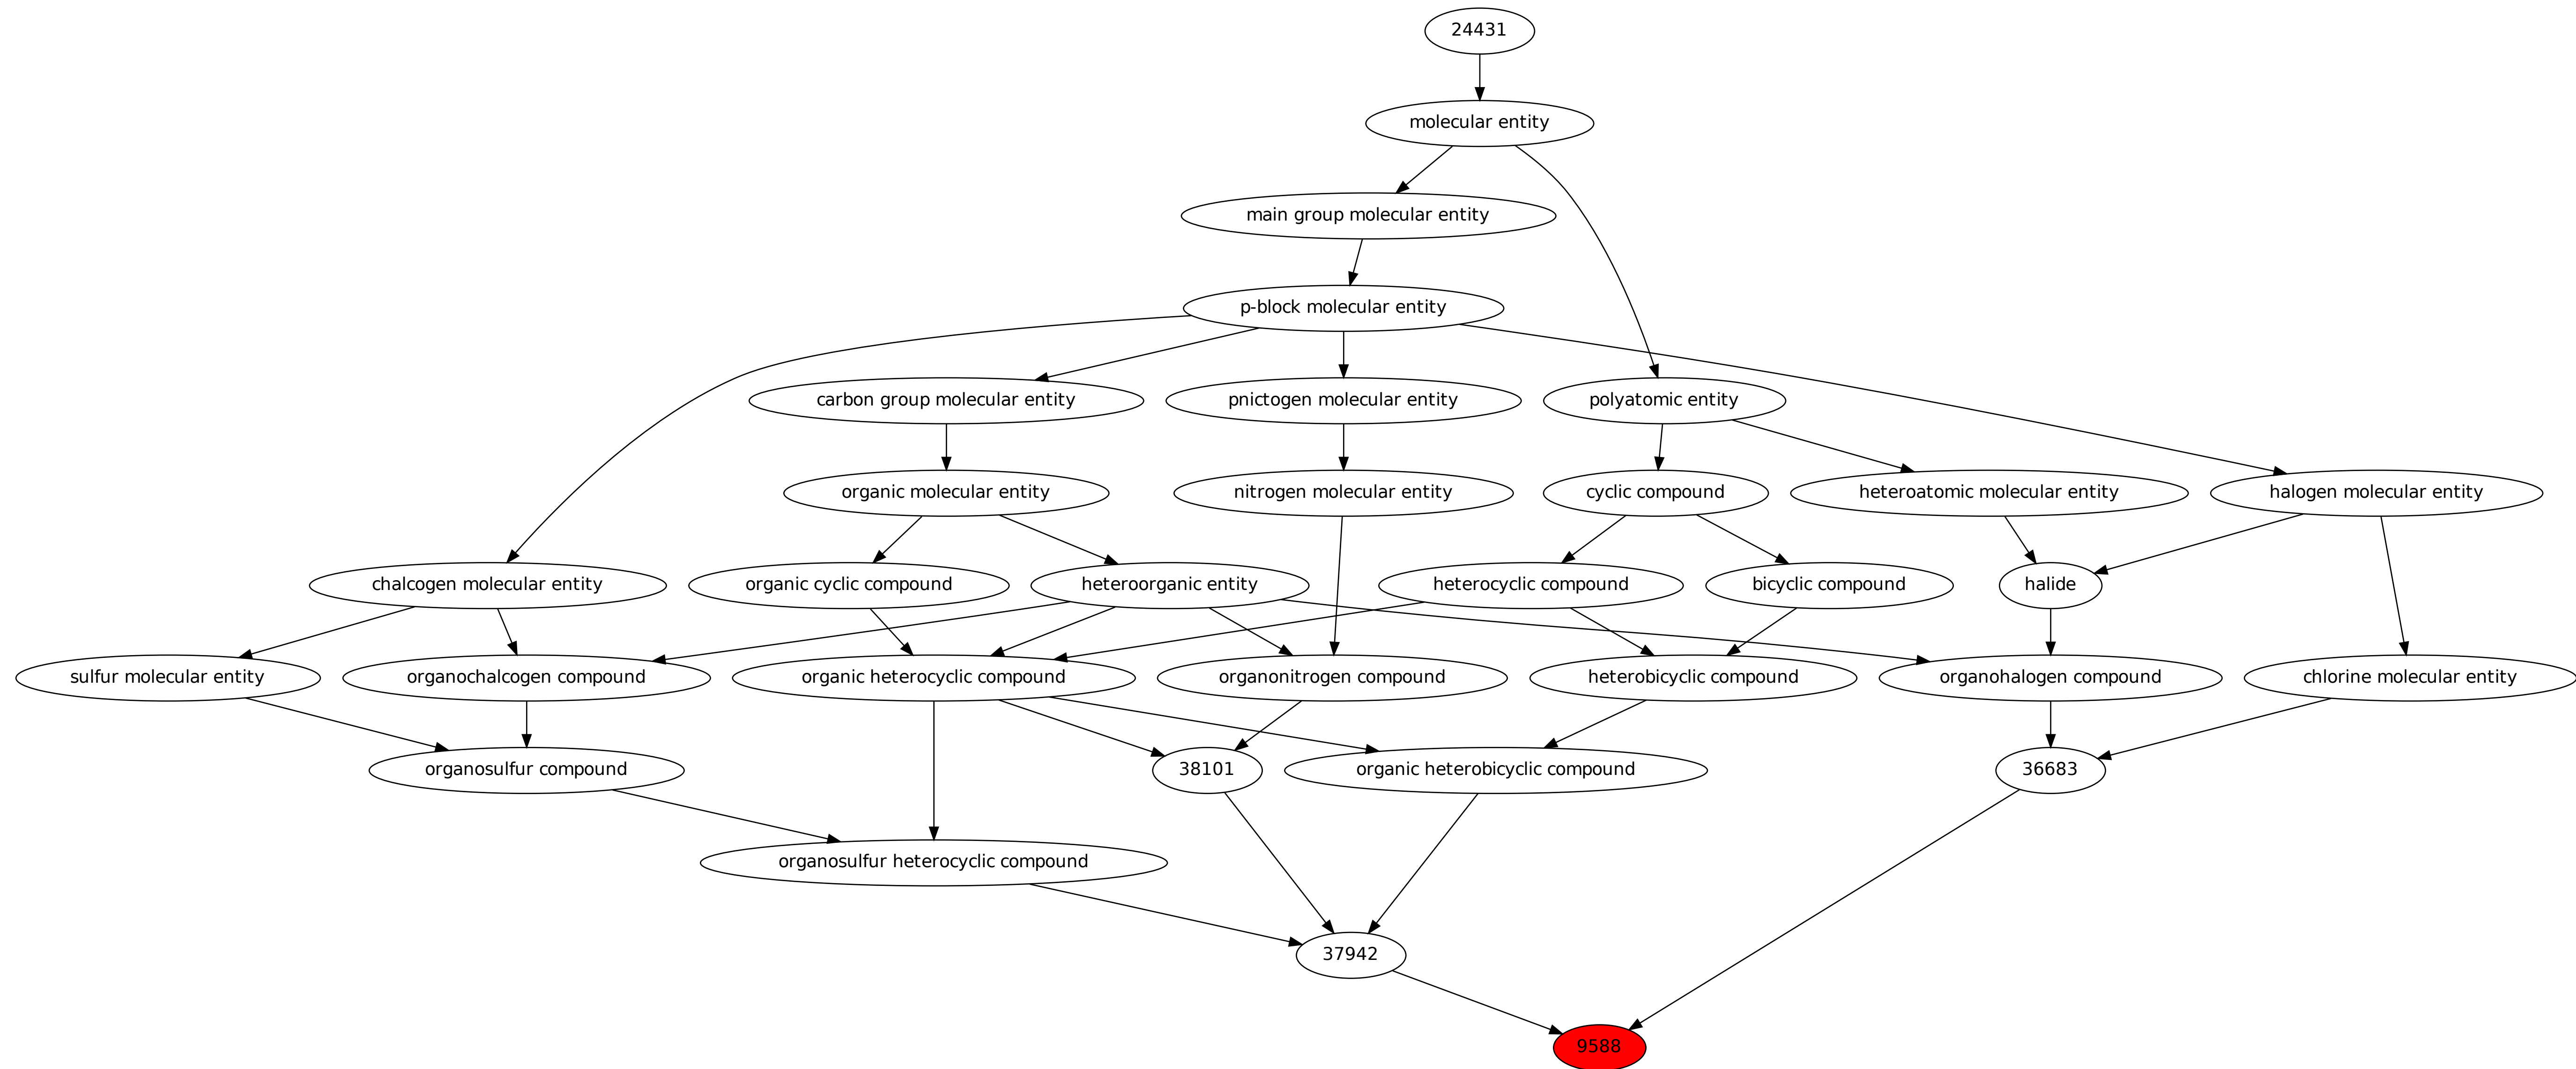 24431
molecular entity
main group molecular entity
p-block molecular entity
carbon group molecular entity
pnictogen molecular entity
polyatomic entity
organic molecular entity
nitrogen molecular entity
cyclic compound
heteroatomic molecular entity
halogen molecular entity
chalcogen molecular entity
organic cyclic compound
heteroorganic entity
heterocyclic compound
bicyclic compound
halide
sulfur molecular entity
organochalcogen compound
organic heterocyclic compound
organonitrogen compound
heterobicyclic compound
organohalogen compound
chlorine molecular entity
organosulfur compound
38101
organic heterobicyclic compound
36683
organosulfur heterocyclic compound
37942
9588